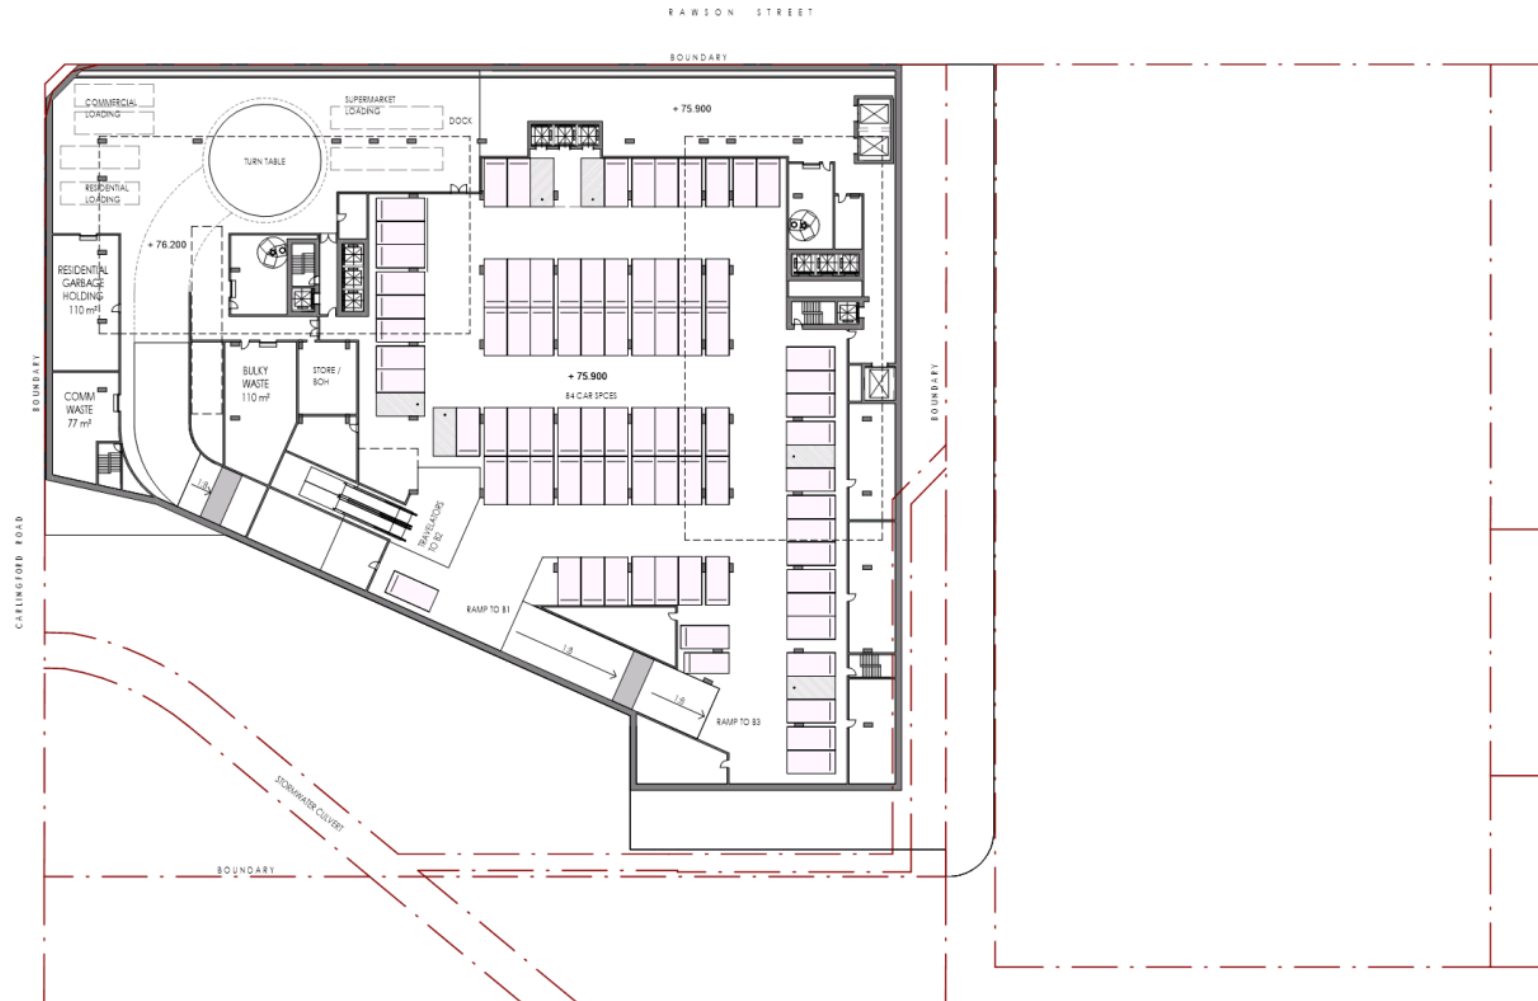 RAWSON STREET
BOUNDARY
COMMERCIAL
LOADING
SUPERMARKET
LOADING
DOCK
+ 75.900
TURN TABLE
RESIDENTIAL
LOADING
+ 76.200
RESIDENTIAL
GARBAGE
HOLDING
110 m²
BULKY
WASTE
110 m²
STORE /
BOH
COMM
WASTE
77 m²
+ 75.900
84 CAR SPCES
BOUNDARY
BOUNDARY
1:8
TRAVELATORS
TO B2
CARLINGFORD ROAD
RAMP TO B1
1:8
1:8
RAMP TO B3
STORMWATER CULVERT
BOUNDARY